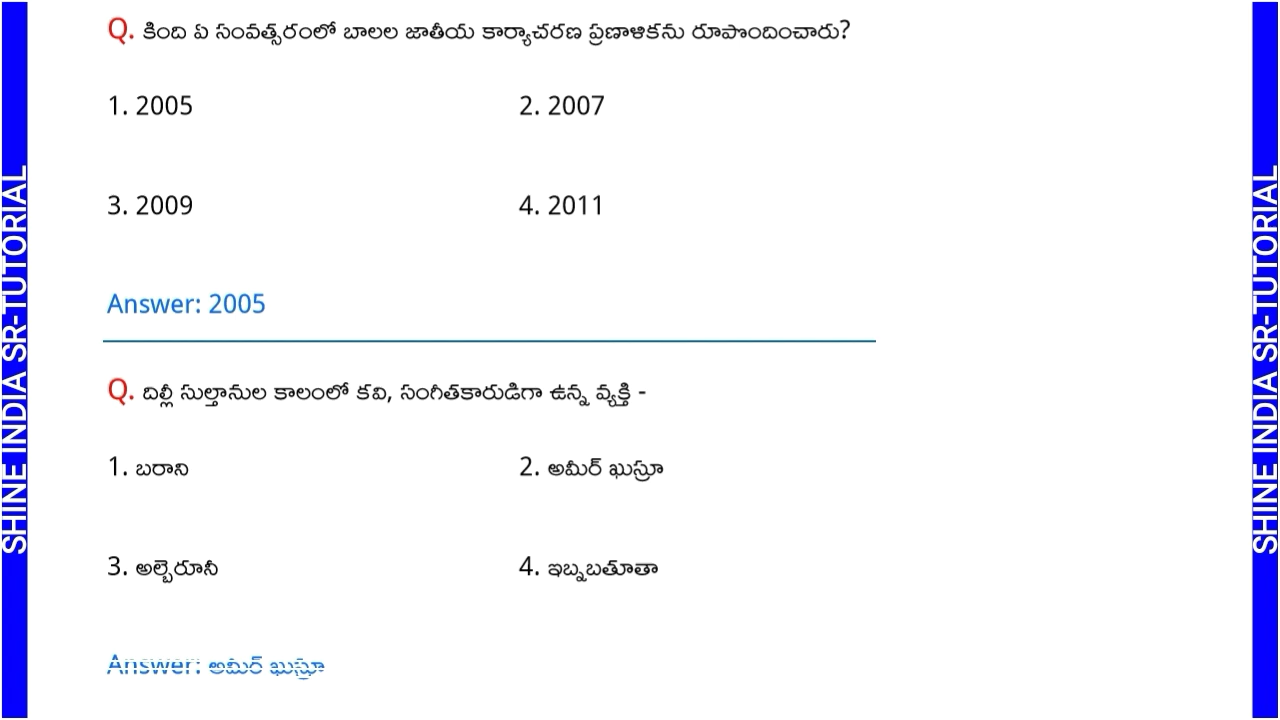 Q. కింది ఏ సంవత్సరంలో బాలల జాతీయ కార్యాచరణ ప్రణాళికను రూపొందించారు?
1. 2005 2. 2007
3. 2009 4. 2011
Answer: 2005
Q. దిల్లీ సుల్తానుల కాలంలో కవి, సంగీతకారుడిగా ఉన్న వ్యక్తి -
1. బరాని 2. అమీర్ ఖుస్రూ
3. అల్బెరూనీ 4. ఇబ్నబతూతా
Answer: అమీర్ ఖుస్రూ
SHINE INDIA SR-TUTORIAL
SHINE INDIA SR-TUTORIAL